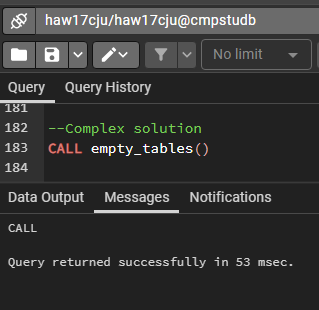 haw17cju/haw17cju@cmpstudb
No limit
Query Query History
181
182 --Complex solution
183 CALL empty_tables()
184
Data Output Messages Notifications
CALL
Query returned successfully in 53 msec.